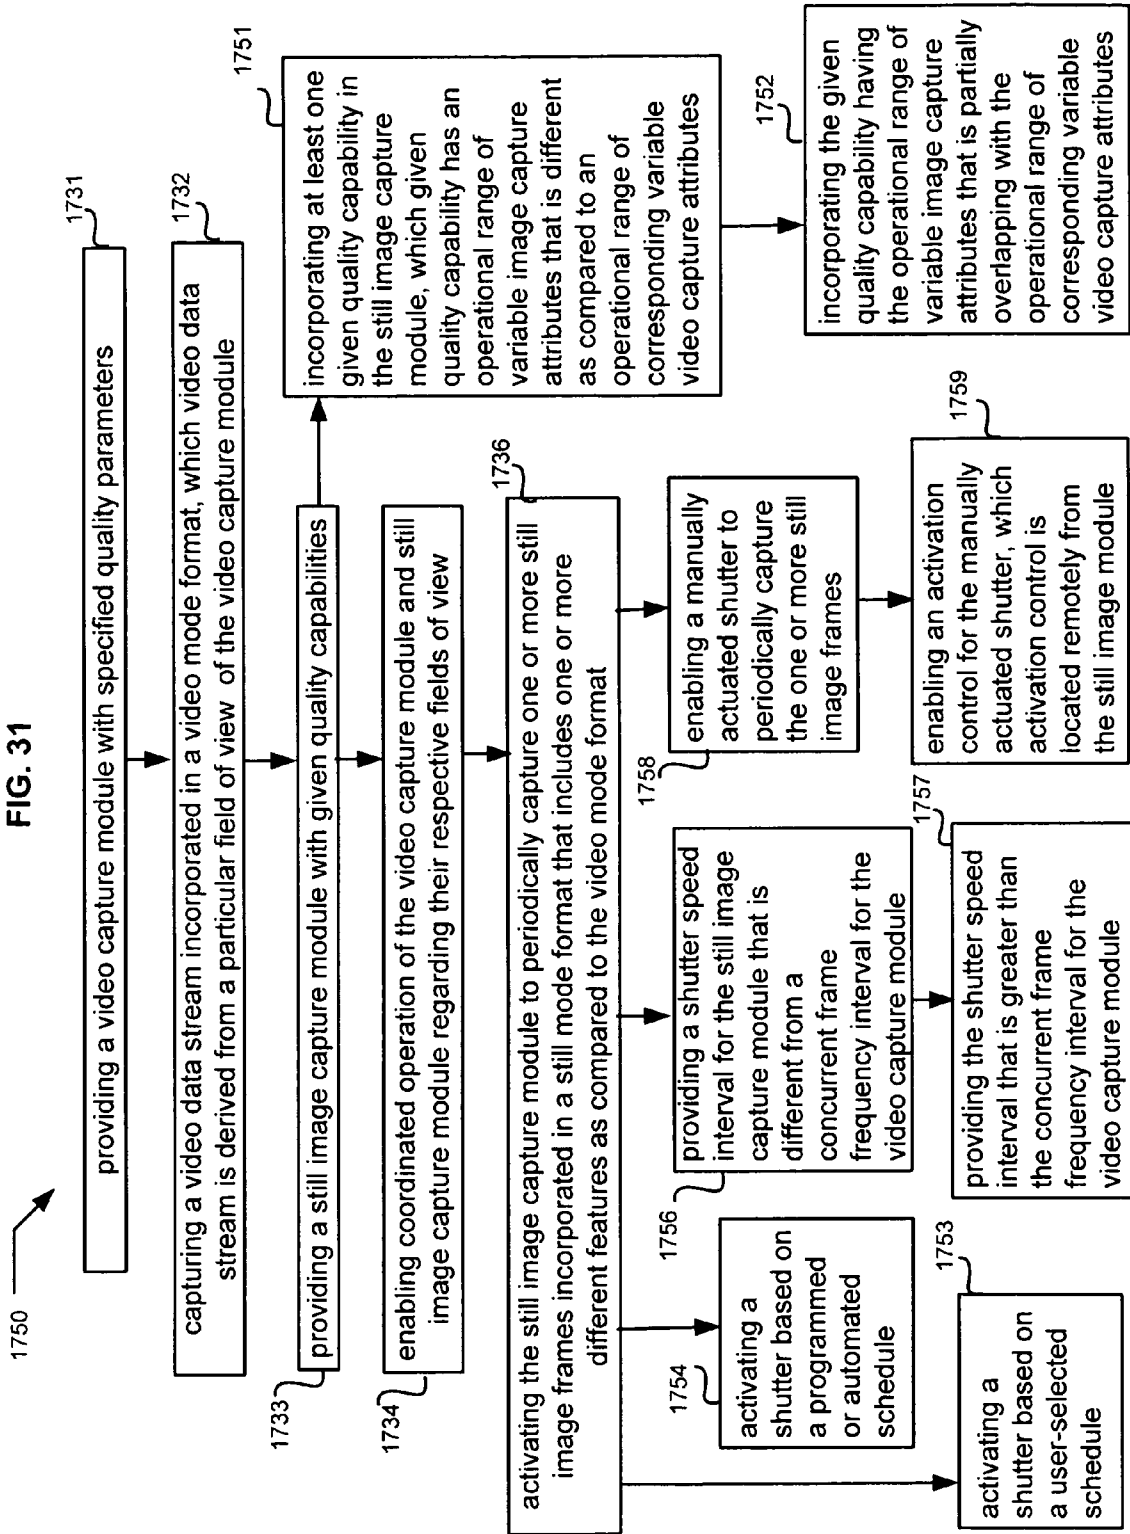 FIG. 31
1750
1731
providing a video capture module with specified quality parameters
1732
capturing a video data stream incorporated in a video mode format, which video data
stream is derived from a particular field of view of the video capture module
1733
providing a still image capture module with given quality capabilities
1751
incorporating at least one
given quality capability in
the still image capture
module, which given
quality capability has an
operational range of
variable image capture
attributes that is different
as compared to an
operational range of
corresponding variable
video capture attributes
1752
incorporating the given
quality capability having
the operational range of
variable image capture
attributes that is partially
overlapping with the
operational range of
corresponding variable
video capture attributes
1734
enabling coordinated operation of the video capture module and still
image capture module regarding their respective fields of view
1736
activating the still image capture module to periodically capture one or more still
image frames incorporated in a still mode format that includes one or more
different features as compared to the video mode format
1753
activating a
shutter based on
a user-selected
schedule
1754
activating a
shutter based on
a programmed
or automated
schedule
1756
providing a shutter speed
interval for the still image
capture module that is
different from a
concurrent frame
frequency interval for the
video capture module
1757
providing the shutter speed
interval that is greater than
the concurrent frame
frequency interval for the
video capture module
1758
enabling a manually
actuated shutter to
periodically capture
the one or more still
image frames
1759
enabling an activation
control for the manually
actuated shutter, which
activation control is
located remotely from
the still image module